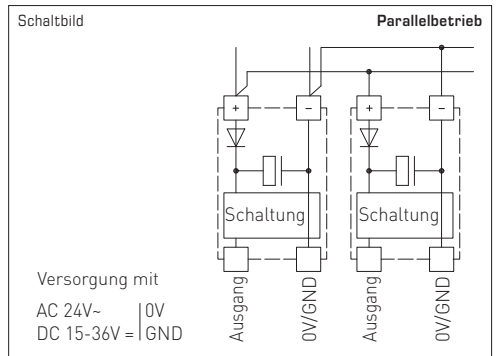 Schaltbild
Parallelbetrieb
+
−
+
−
Schaltung
Schaltung
Ausgang
0V/GND
Ausgang
0V/GND
Versorgung mit
AC 24V~ | 0V
DC 15-36V = | GND